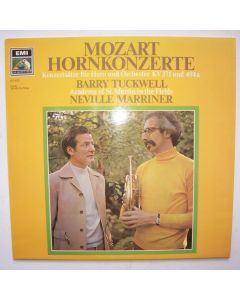 EMI
MOZART
HORNKONZERTE
Konzertsätze für Horn und Orchester KV 371 und 494a
BARRY TUCKWELL
Academy of St. Martin-in-the-Fields
NEVILLE MARRINER